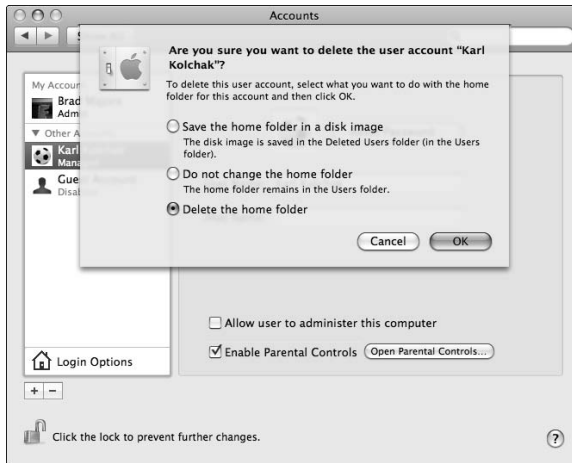 Accounts
Are you sure you want to delete the user account “Karl
Kolchak”?
To delete this user account, select what you want to do with the home
folder for this account and then click OK.
Save the home folder in a disk image
The disk image is saved in the Deleted Users folder (in the Users
folder).
Do not change the home folder
The home folder remains in the Users folder.
Delete the home folder
Cancel
OK
My Accoun
Brad
Admi
Other A
Karl
Mana
Gue
Disa
Login Options
Allow user to administer this computer
Enable Parental Controls
Open Parental Controls...
Click the lock to prevent further changes.
?